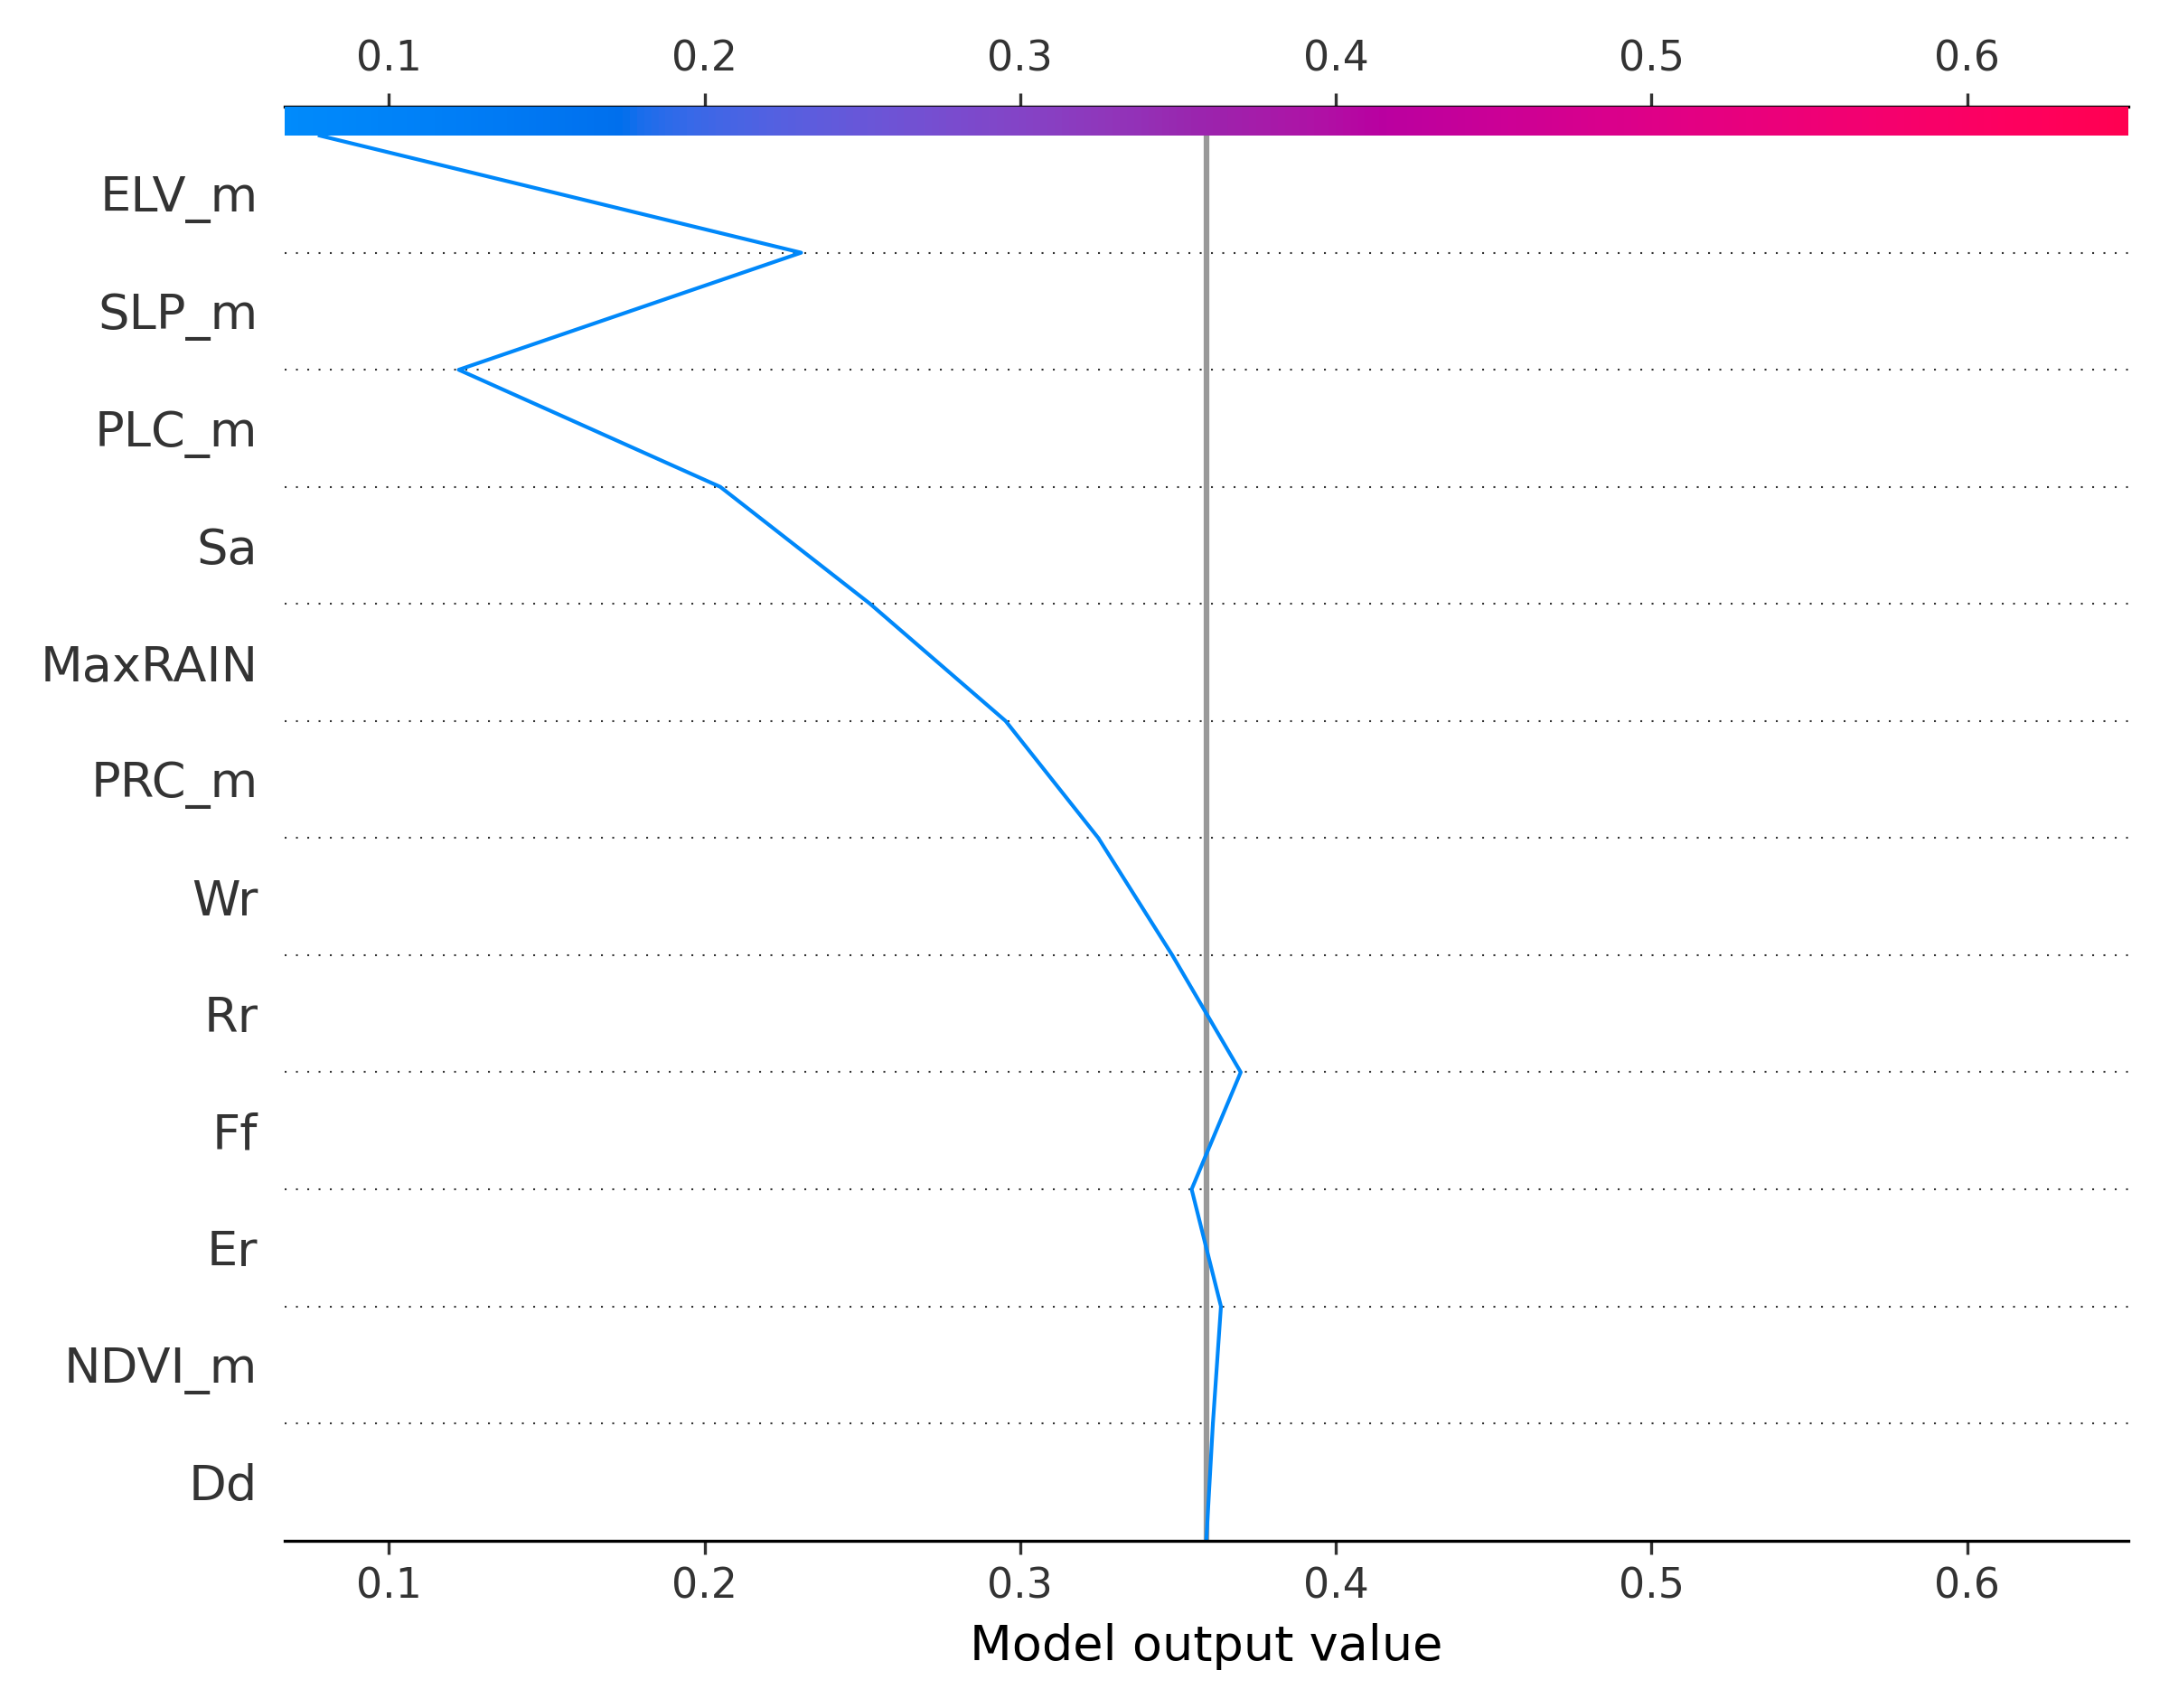 0.1 0.2 0.3 0.4 0.5 0.6
ELV_m
SLP_m
PLC_m
Sa
MaxRAIN
PRC_m
Wr
Rr
Ff
Er
NDVI_m
Dd
0.1 0.2 0.3 0.4 0.5 0.6
Model output value